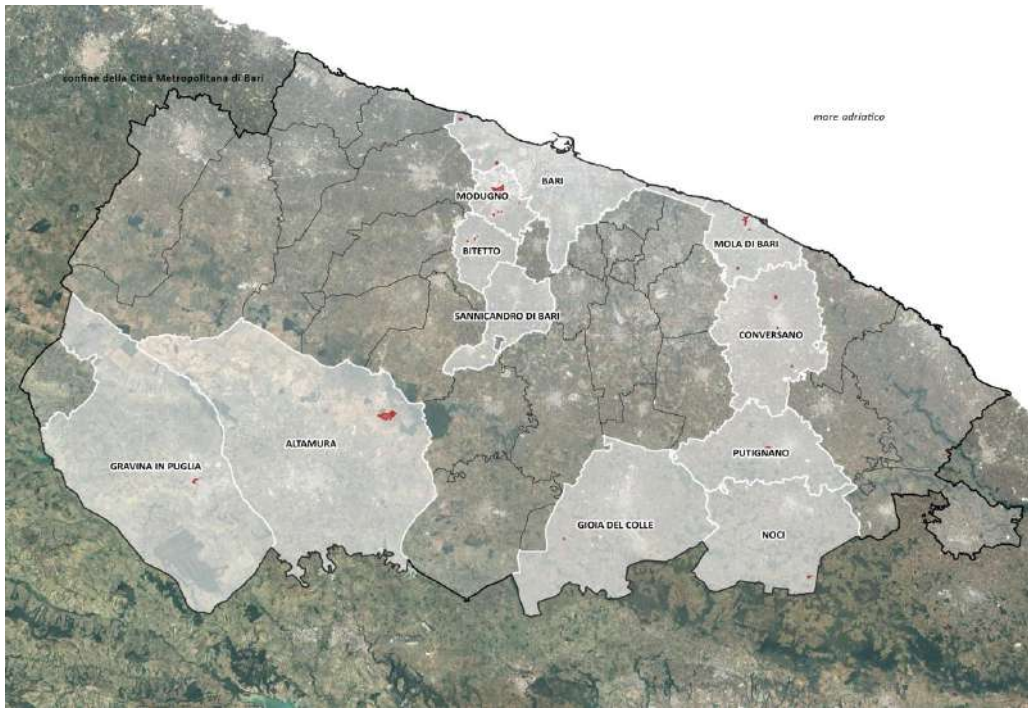 confine della Città Metropolitana di Bari
mare adriatico
BARI
MODUGNO
MOLA DI BARI
BITETTO
SANNICANDRO DI BARI
CONVERSANO
ALTAMURA
PUTIGNANO
GRAVINA IN PUGLIA
GIOIA DEL COLLE
NOCI